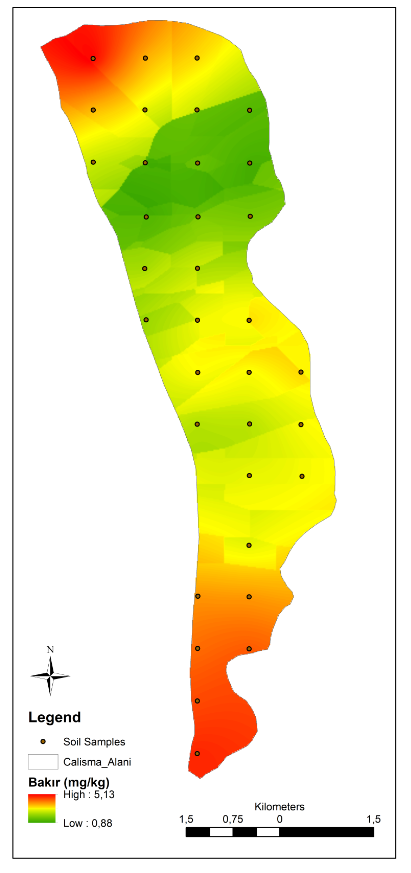 N
Legend
Soil Samples
Calisma_Alani
Bakır (mg/kg)
High : 5,13
Low : 0,88
Kilometers
1,5 0,75 0 1,5